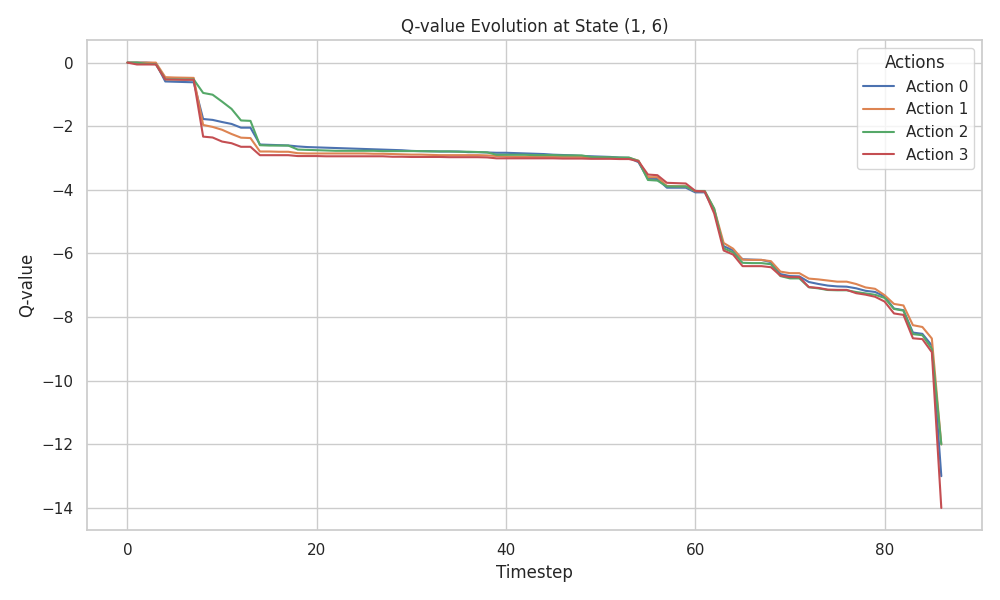 Q-value Evolution at State (1, 6)
Actions
Action 0
Action 1
Action 2
Action 3
Q-value
0
−2
−4
−6
−8
−10
−12
−14
0 20 40 60 80
Timestep